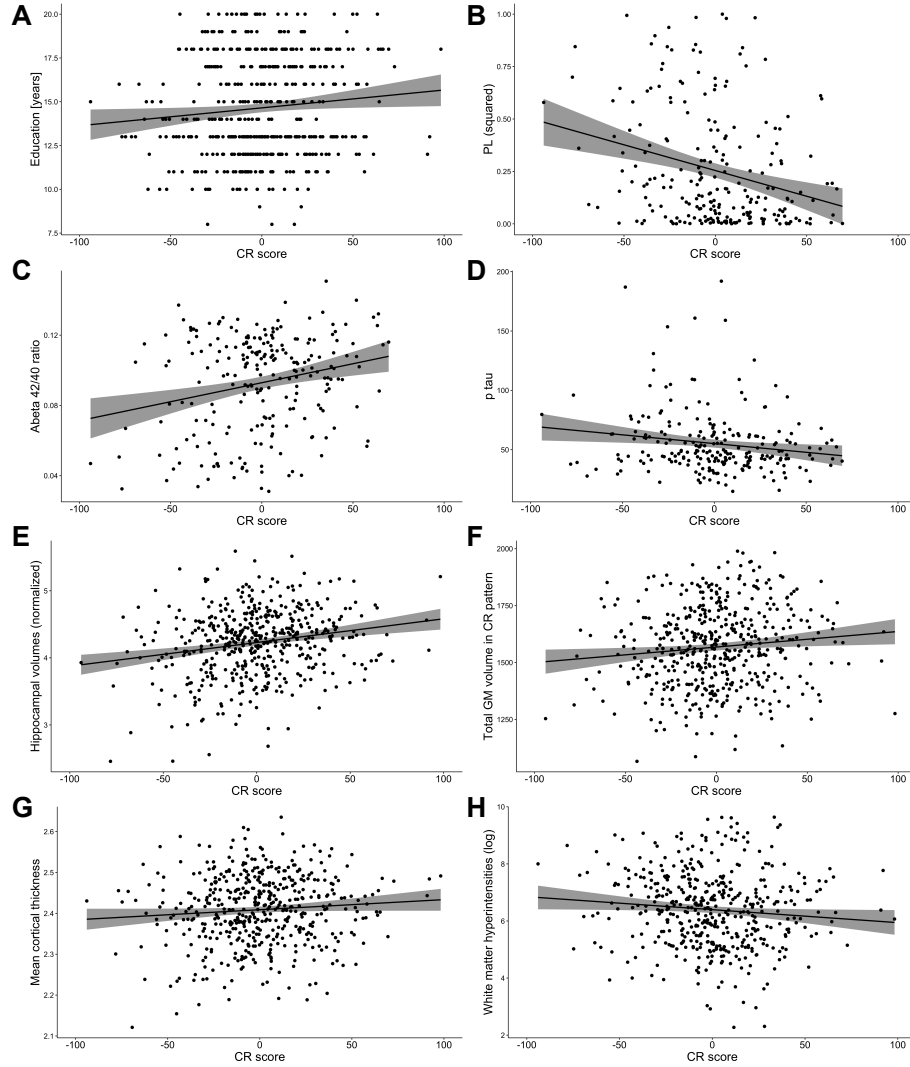 A
Education [years]
20.0
17.5
15.0
12.5
10.0
7.5
-100 -50 0 50 100
CR score
B
PL (squared)
1.00
0.75
0.50
0.25
0.00
-100 -50 0 50 100
CR score
C
Abeta 42/40 ratio
0.12
0.08
0.04
-100 -50 0 50 100
CR score
D
p tau
200
150
100
50
-100 -50 0 50 100
CR score
E
Hippocampal volumes (normalized)
5
4
3
-100 -50 0 50 100
CR score
F
Total GM volume in CR pattern
2000
1750
1500
1250
-100 -50 0 50 100
CR score
G
Mean cortical thickness
2.6
2.5
2.4
2.3
2.2
2.1
-100 -50 0 50 100
CR score
H
White matter hyperintensities (log)
10
8
6
4
2
-100 -50 0 50 100
CR score